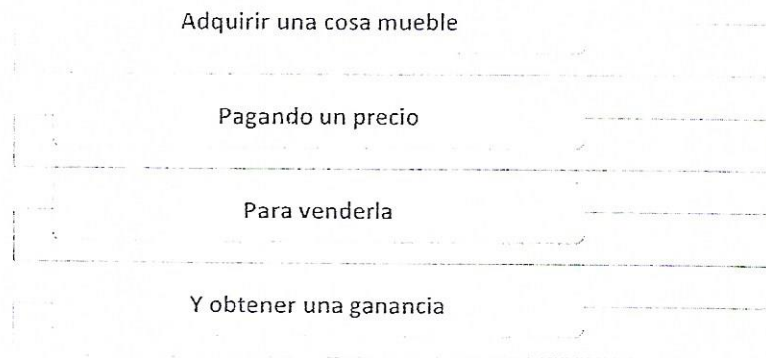 Adquirir una cosa mueble
Pagando un precio
Para venderla
Y obtener una ganancia